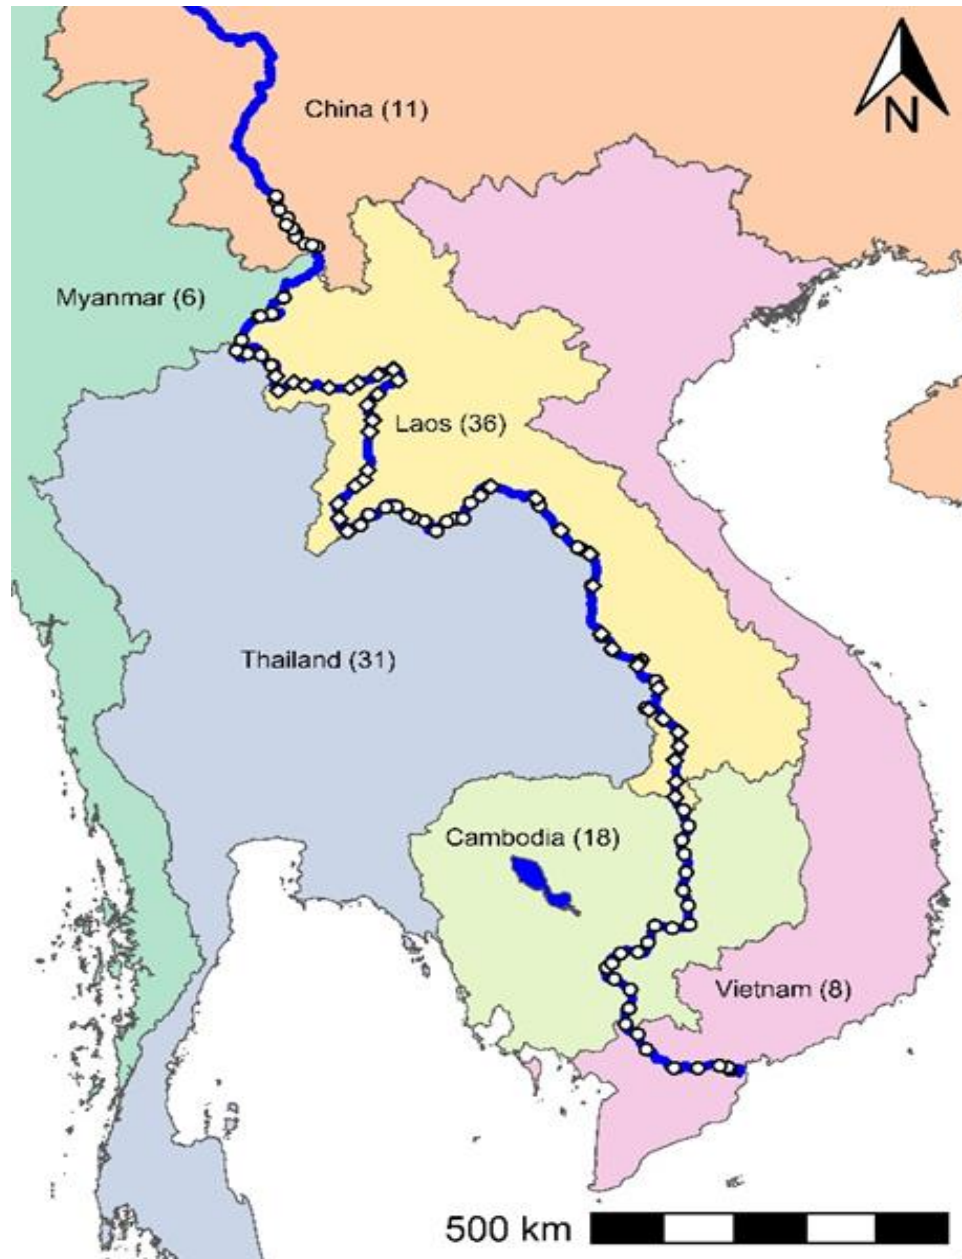 China (11)
N
Myanmar (6)
Laos (36)
Thailand (31)
Cambodia (18)
Vietnam (8)
500 km